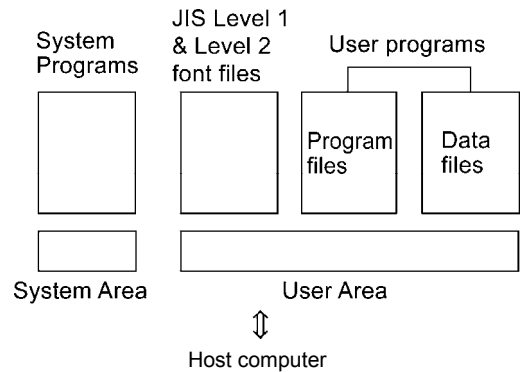 System
Programs
JIS Level 1
& Level 2
font files
User programs
Program
files
Data
files
System Area
User Area
Host computer